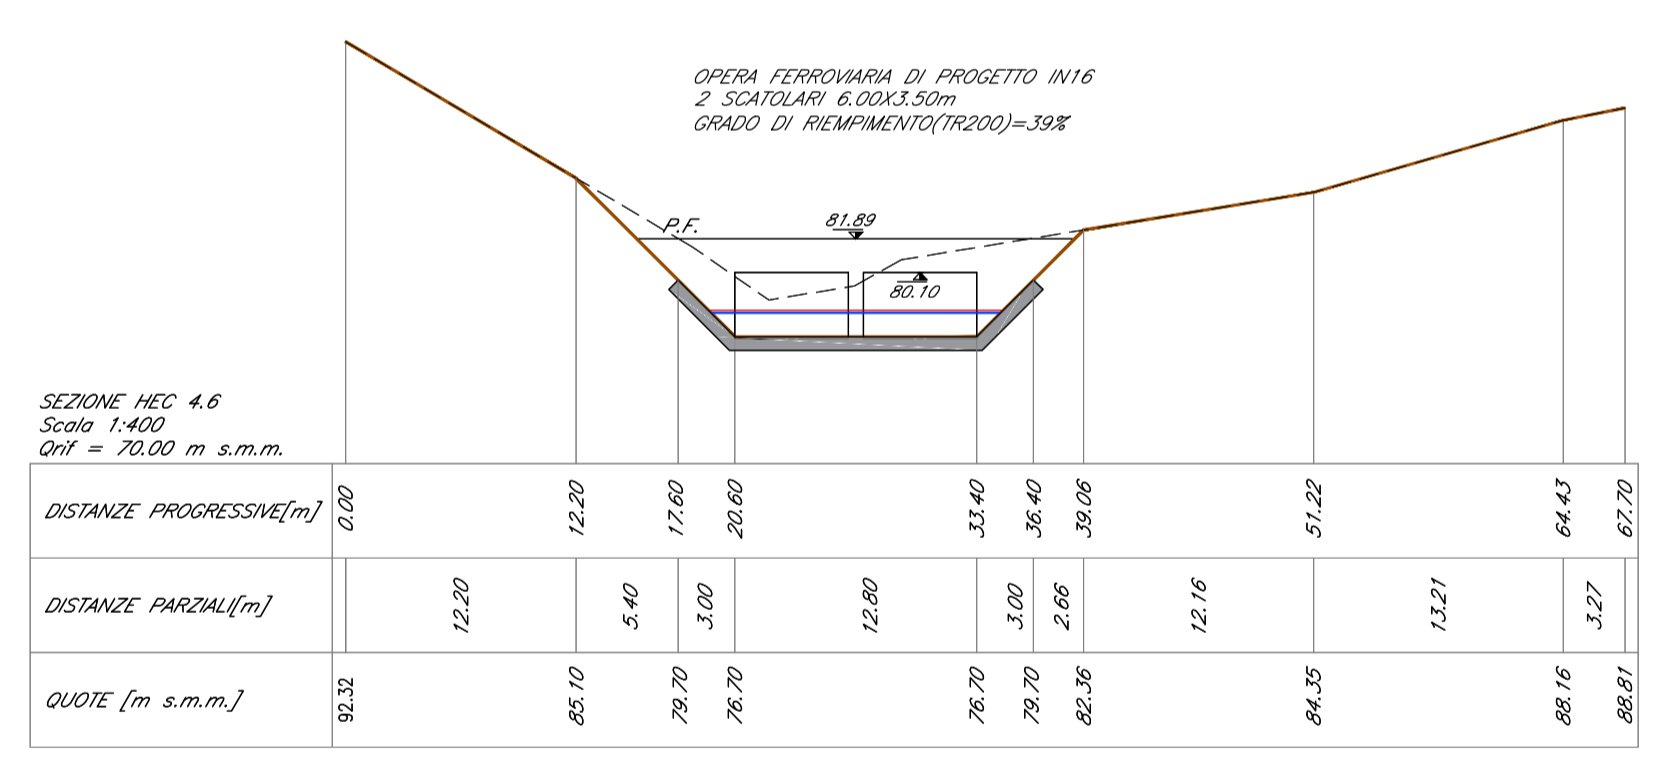 OPERA FERROVIARIA DI PROGETTO IN16
2 SCATOLARI 6.00X3.50m
GRADO DI RIEMPIMENTO(TR200)=39%
P.F.
81.89
80.10
SEZIONE HEC 4.6
Scala 1:400
Qrif = 70.00 m s.m.m.
DISTANZE PROGRESSIVE[m] 0.00 12.20 17.60 20.60 33.40 36.40 39.06 51.22 64.43 67.70
DISTANZE PARZIALI[m] 12.20 5.40 3.00 12.80 3.00 2.66 12.16 13.21 3.27
QUOTE [m s.m.m.] 92.32 85.10 79.70 76.70 76.70 79.70 82.36 84.35 88.16 88.81